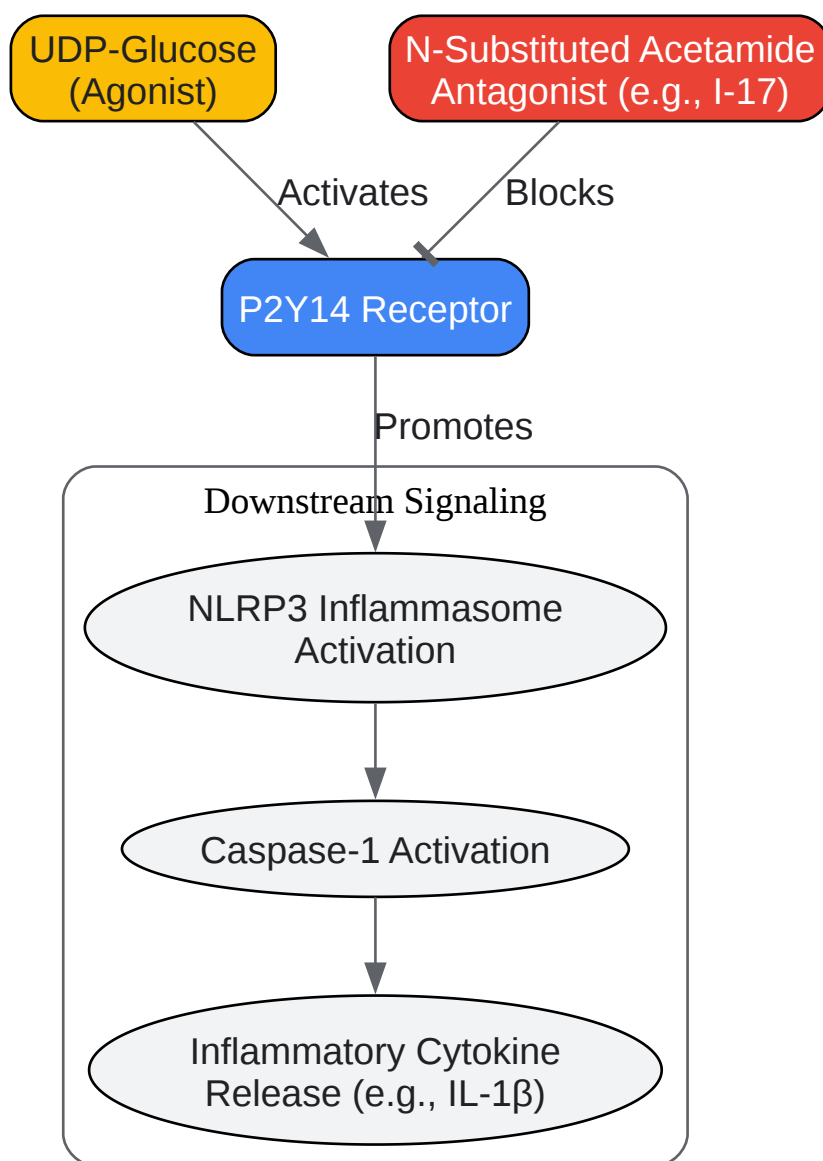 UDP-Glucose
(Agonist)
N-Substituted Acetamide
Antagonist (e.g., I-17)
Activates
Blocks
P2Y14 Receptor
Promotes
Downstream Signaling
NLRP3 Inflammasome
Activation
Caspase-1 Activation
Inflammatory Cytokine
Release (e.g., IL-1β)